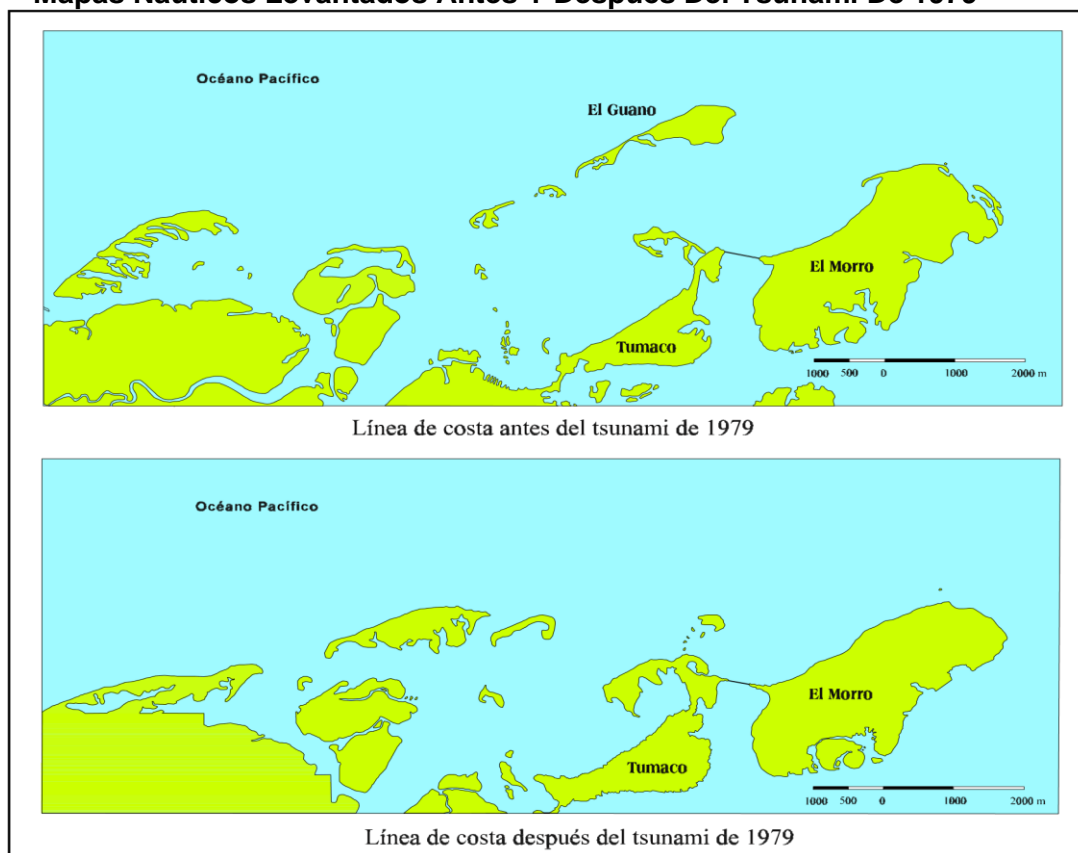 Mapas Náuticos Levantados Antes Y Después Del Tsunami De 1979
Océano Pacífico
El Guano
El Morro
Tumaco
1000 500 0 1000 2000 m
Línea de costa antes del tsunami de 1979
Océano Pacífico
El Morro
Tumaco
1000 500 0 1000 2000 m
Línea de costa después del tsunami de 1979